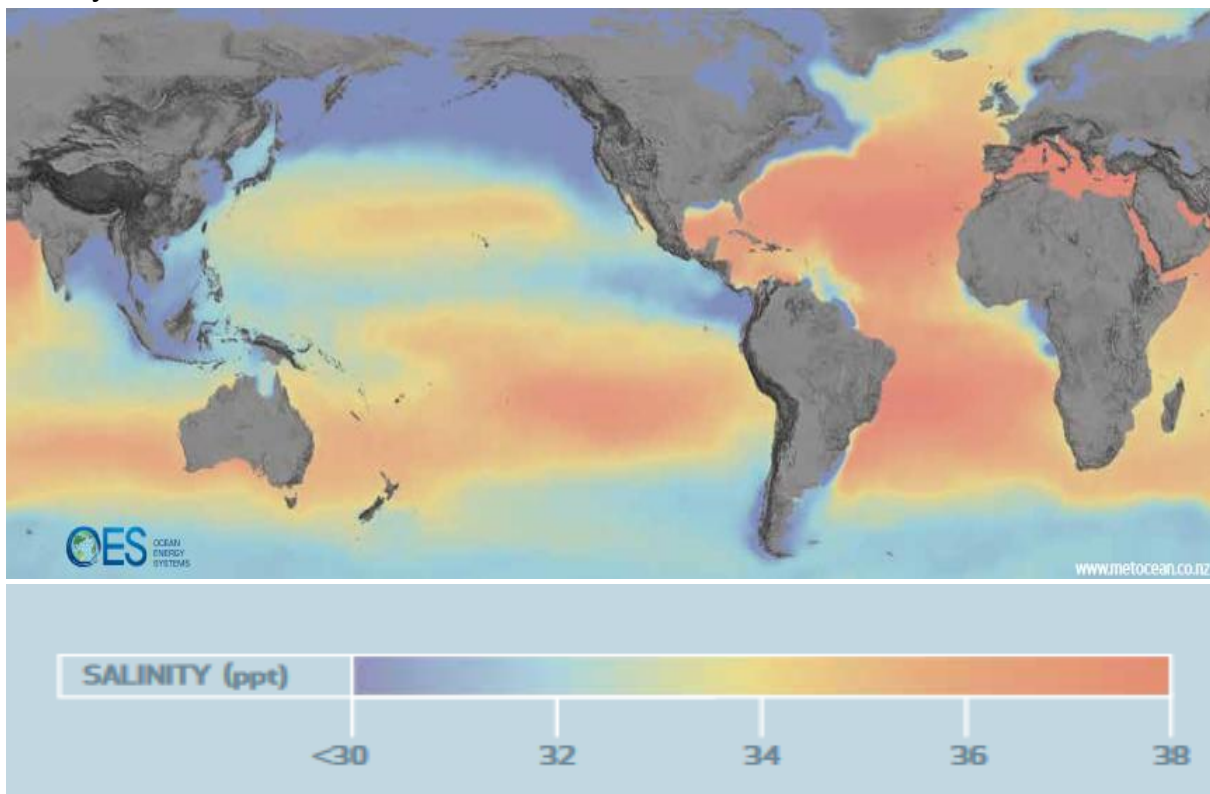 OES OCEAN
ENERGY
SYSTEMS
www.metocean.co.nz
SALINITY (ppt)
<30 32 34 36 38